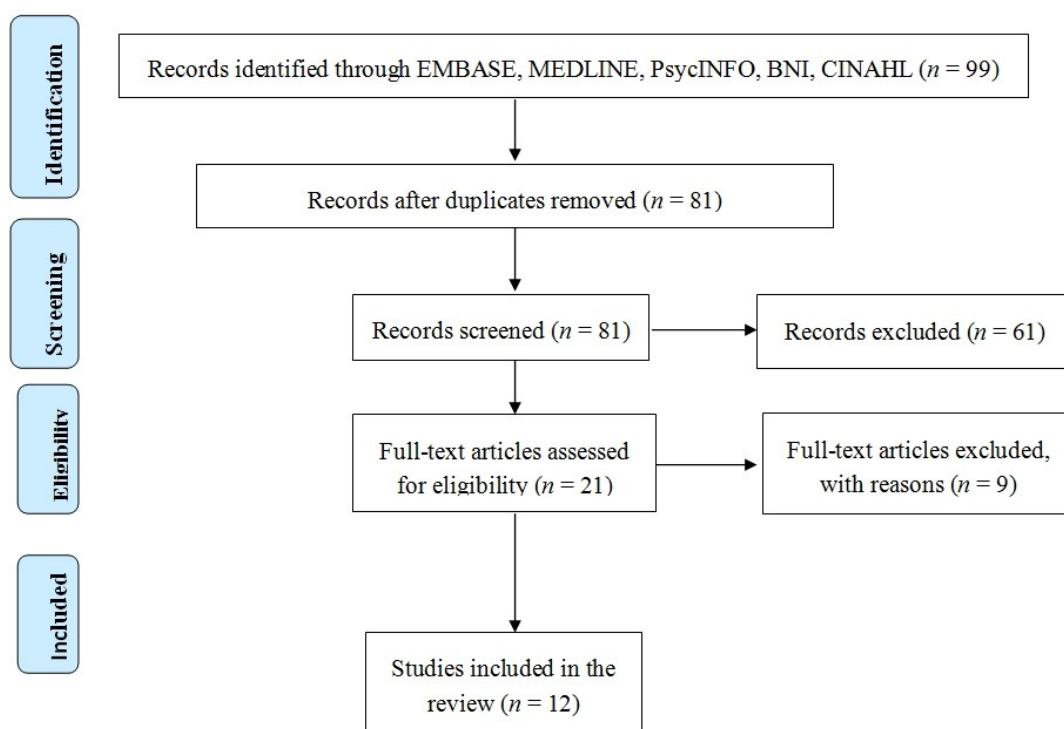 Identification
Records identified through EMBASE, MEDLINE, PsycINFO, BNI, CINAHL (n = 99)
Records after duplicates removed (n = 81)
Screening
Records screened (n = 81)
Records excluded (n = 61)
Eligibility
Full-text articles assessed
for eligibility (n = 21)
Full-text articles excluded,
with reasons (n = 9)
Included
Studies included in the
review (n = 12)